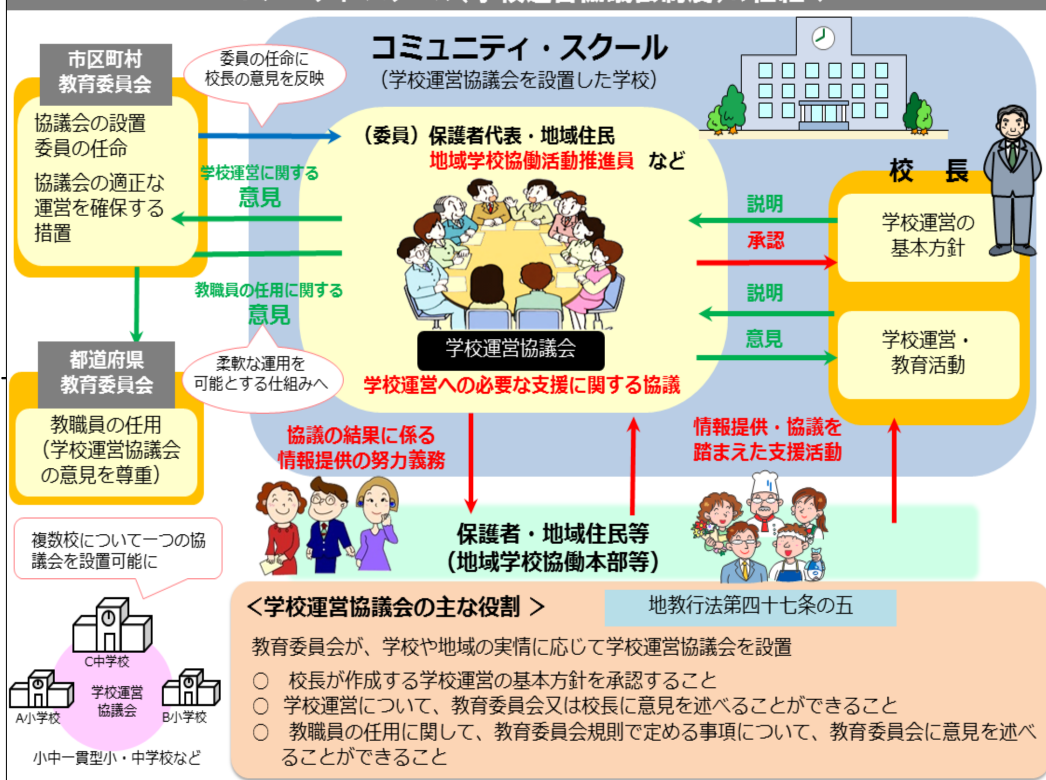 コミュニティ・スクール
（学校運営協議会を設置した学校）
市区町村
教育委員会
協議会の設置
委員の任命
協議会の適正な
運営を確保する
措置
委員の任命に
校長の意見を反映
（委員）保護者代表・地域住民
地域学校協働活動推進員 など
学校運営に関する
意見
教職員の任用に関する
意見
柔軟な運用を
可能とする仕組みへ
学校運営協議会
学校運営への必要な支援に関する協議
校 長
学校運営の
基本方針
説明
承認
説明
意見
学校運営・
教育活動
都道府県
教育委員会
教職員の任用
（学校運営協議会
の意見を尊重）
協議の結果に係る
情報提供の努力義務
情報提供・協議を
踏まえた支援活動
保護者・地域住民等
（地域学校協働本部等）
複数校について一つの協
議会を設置可能に
C中学校
学校運営
協議会
A小学校
B小学校
小中一貫型小・中学校など
＜学校運営協議会の主な役割 ＞
地教行法第四十七条の五
教育委員会が、学校や地域の実情に応じて学校運営協議会を設置
○ 校長が作成する学校運営の基本方針を承認すること
○ 学校運営について、教育委員会又は校長に意見を述べることができること
○ 教職員の任用に関して、教育委員会規則で定める事項について、教育委員会に意見を述べ
ることができること